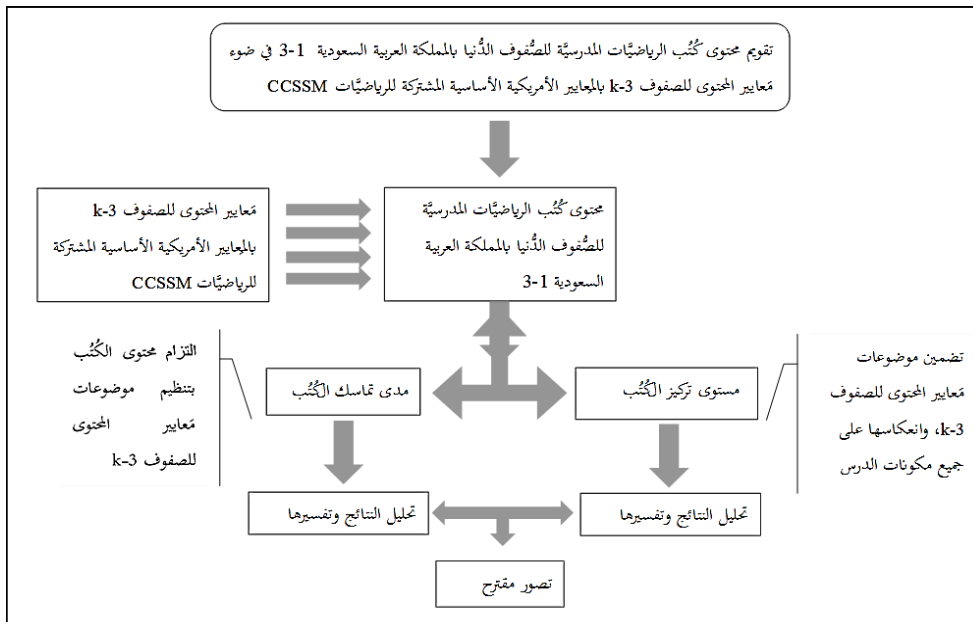 تقويم محتوى كُتُب الرياضيَّات المدرسيَّة للصُّفوف الدُّنيا بالمملكة العربية السعودية 1-3 في ضوء
مَعايير المحتوى للصفوف k-3 بالمعايير الأمريكية الأساسية المشتركة للرياضيَّات CCSSM
محتوى كُتُب الرياضيَّات المدرسيَّة
للصُّفوف الدُّنيا بالمملكة العربية
السعودية 1-3
مَعايير المحتوى للصفوف k-3
بالمعايير الأمريكية الأساسية المشتركة
للرياضيَّات CCSSM
تضمين موضوعات
مَعايير المحتوى للصفوف
k-3، وانعكاسها على
جميع مكونات الدرس
مستوى تركيز الكُتُب
مدى تماسك الكُتُب
التزام محتوى الكُتُب
بتنظيم موضوعات
مَعايير المحتوى
للصفوف k-3
تحليل النتائج وتفسيرها
تحليل النتائج وتفسيرها
تصور مقترح